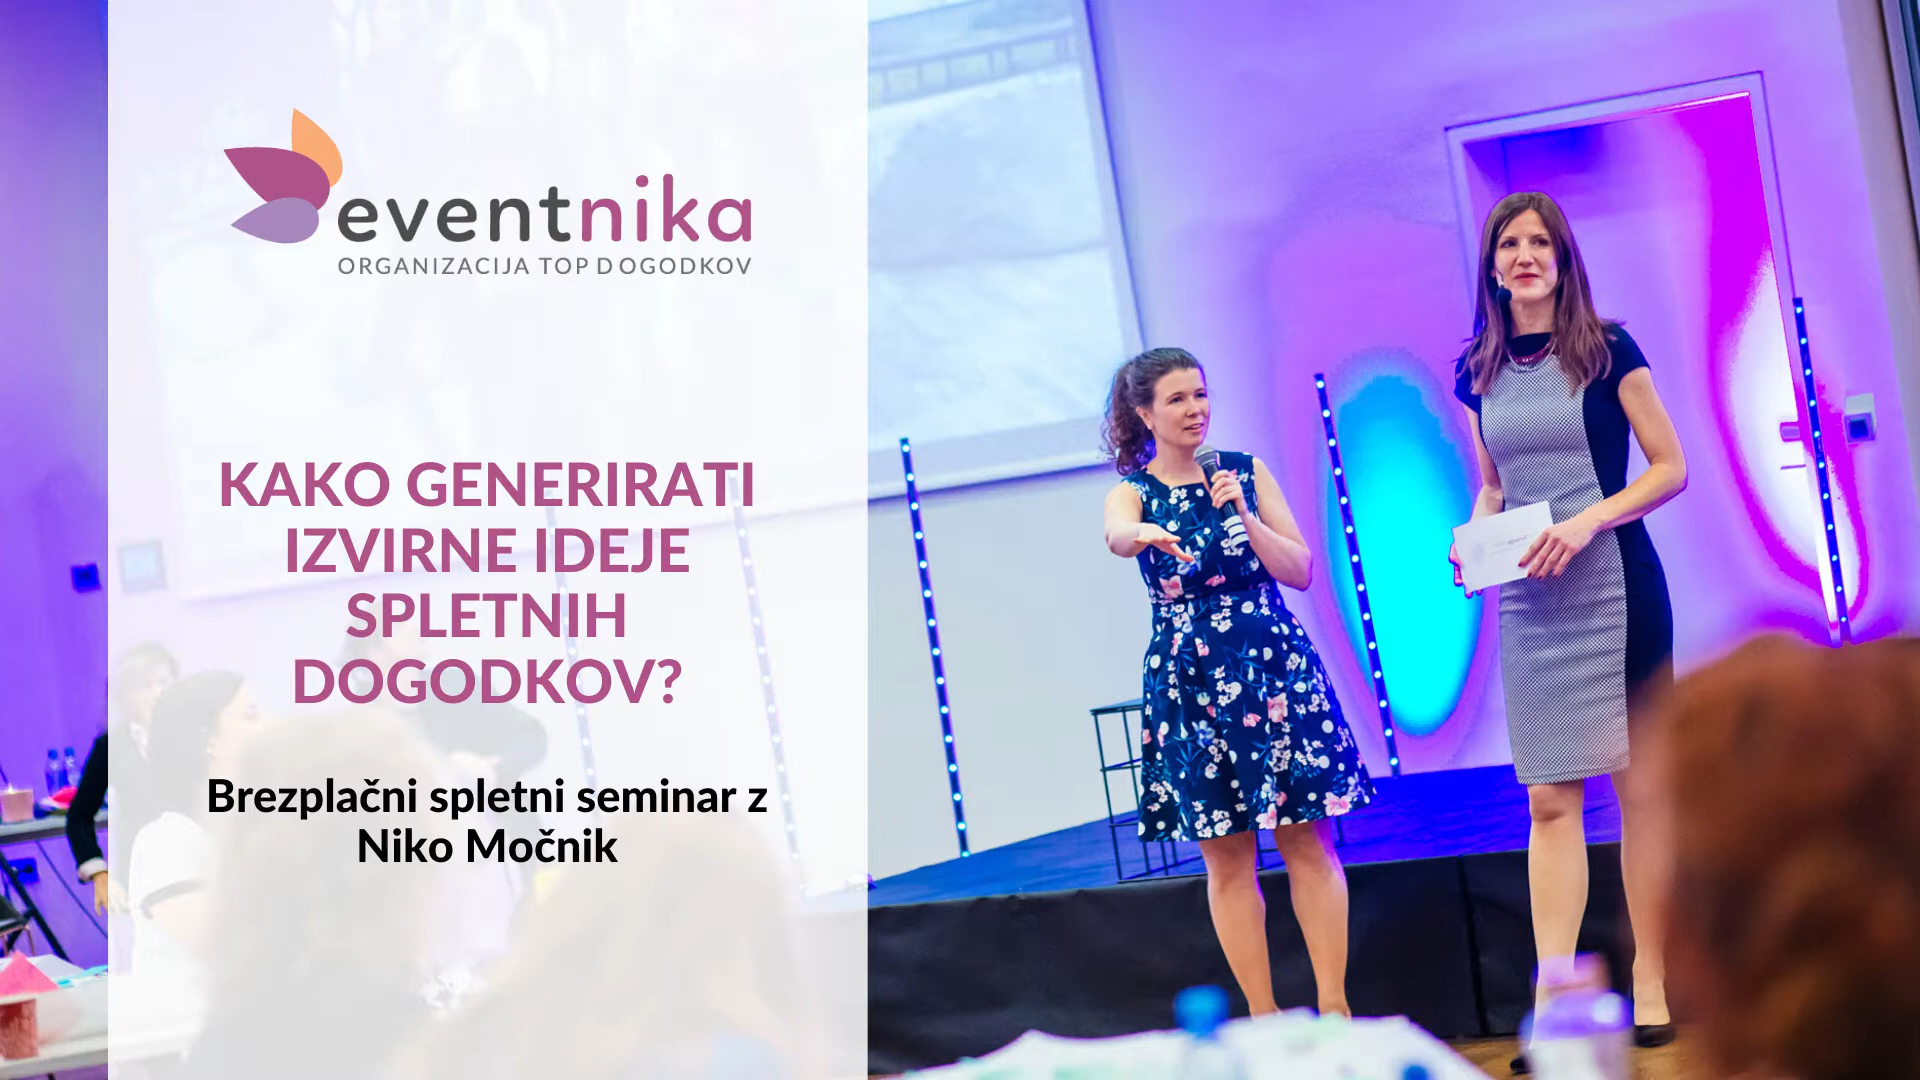 eventnika
ORGANIZACIJA TOP DOGODKOV
KAKO GENERIRATI
IZVIRNE IDEJE
SPLETNIH
DOGODKOV?
Brezplačni spletni seminar z
Niko Močnik